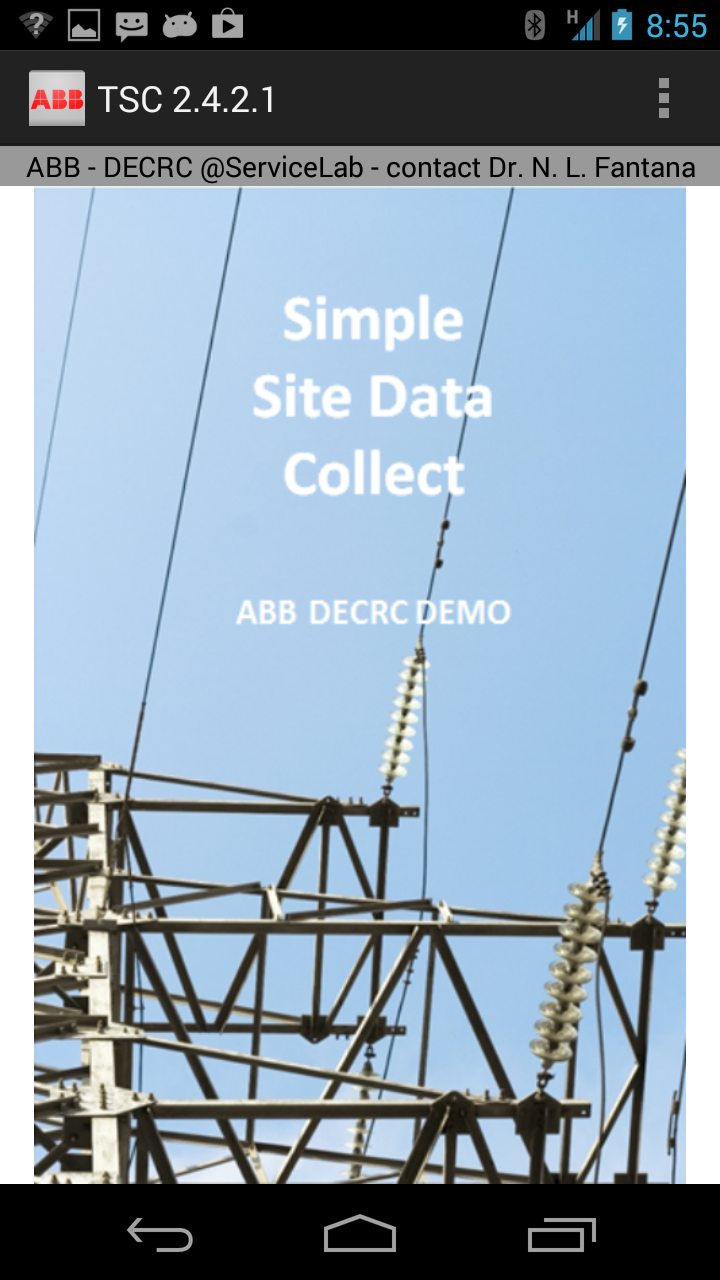 H 8:55
ABB TSC 2.4.2.1
ABB - DECRC @ServiceLab - contact Dr. N. L. Fantana
Simple
Site Data
Collect
ABB DECRC DEMO